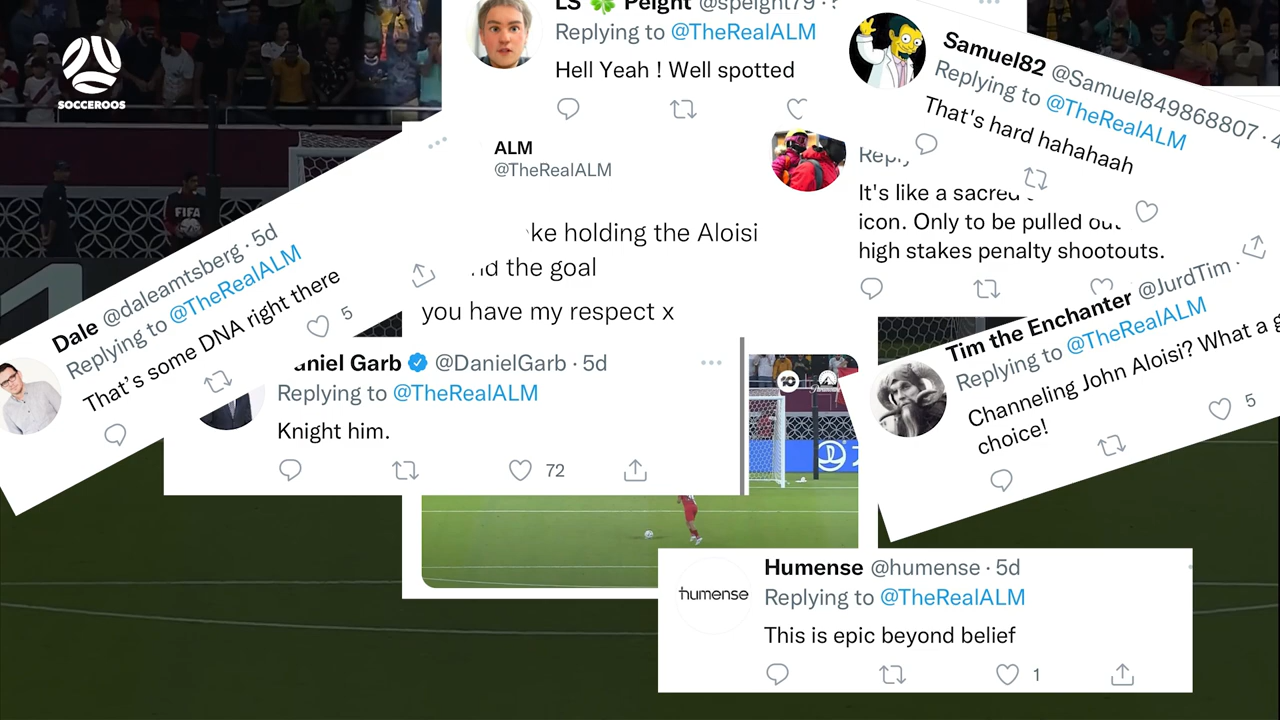 SOCCEROOS
FIFA
LS 🍀 Peight @speight79 ·
Replying to @TheRealALM
Hell Yeah ! Well spotted
Samuel82 @Samuel849868807 ·
Replying to @TheRealALM
That's hard hahahaah
ALM
@TheRealALM
holding the Aloisi
the goal
you have my respect x
It's like a sacred
icon. Only to be pulled out
high stakes penalty shootouts.
Dale @daleamtsberg · 5d
Replying to @TheRealALM
That's some DNA right there
5
Tim the Enchanter @JurdTim ·
Replying to @TheRealALM
Channeling John Aloisi? What a
choice!
5
Garb @DanielGarb · 5d
Replying to @TheRealALM
Knight him.
72
10
humense
Humense @humense · 5d
Replying to @TheRealALM
This is epic beyond belief
1